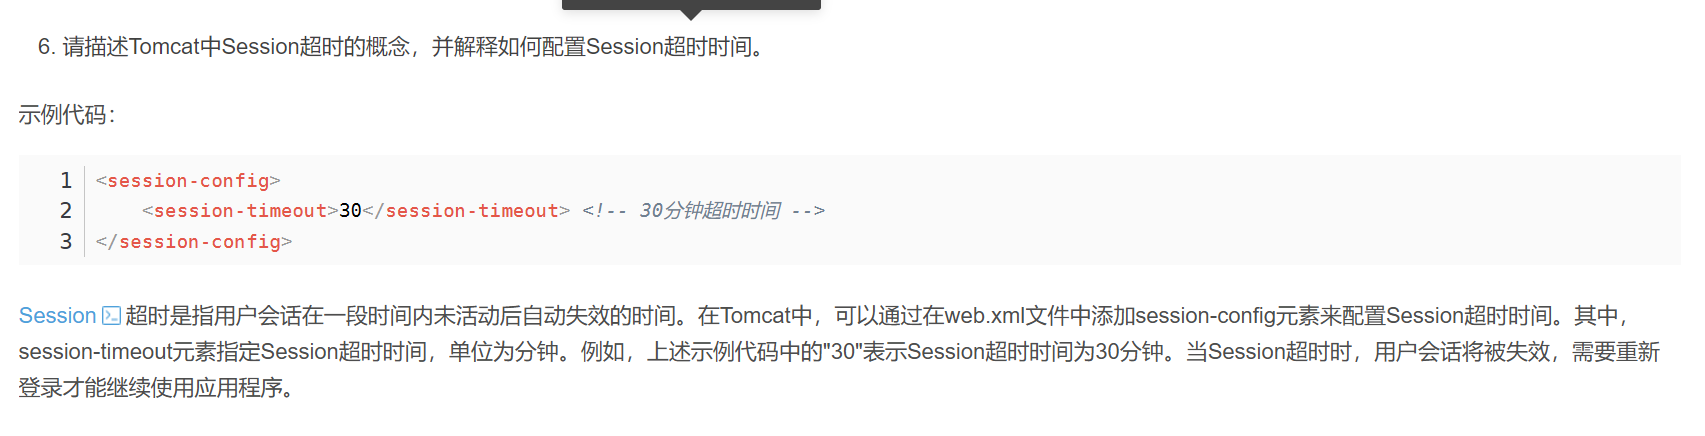 6. 请描述Tomcat中Session超时的概念，并解释如何配置Session超时时间。
示例代码：
1 <session-config>
2     <session-timeout>30</session-timeout> <!-- 30分钟超时时间 -->
3 </session-config>
Session 超时是指用户会话在一段时间内未活动后自动失效的时间。在Tomcat中，可以通过在web.xml文件中添加session-config元素来配置Session超时时间。其中，
session-timeout元素指定Session超时时间，单位为分钟。例如，上述示例代码中的"30"表示Session超时时间为30分钟。当Session超时时，用户会话将被失效，需要重新
登录才能继续使用应用程序。